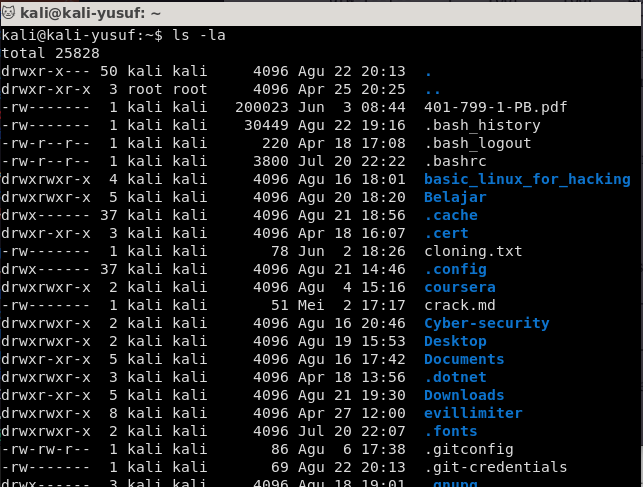 kali@kali-yusuf: ~
kali@kali-yusuf:~$ ls -la
total 25828
drwxr-x--- 50 kali kali 4096 Agu 22 20:13 .
drwxr-xr-x 3 root root 4096 Apr 25 20:25 ..
-rw------- 1 kali kali 200023 Jun 3 08:44 401-799-1-PB.pdf
-rw------- 1 kali kali 30449 Agu 22 19:16 .bash_history
-rw-r--r-- 1 kali kali 220 Apr 18 17:08 .bash_logout
-rw-r--r-- 1 kali kali 3800 Jul 20 22:22 .bashrc
drwxrwxr-x 4 kali kali 4096 Agu 16 18:01 basic_linux_for_hacking
drwxrwxr-x 5 kali kali 4096 Agu 20 18:20 Belajar
drwx------ 37 kali kali 4096 Agu 21 18:56 .cache
drwxr-xr-x 3 kali kali 4096 Apr 18 16:07 .cert
-rw------- 1 kali kali 78 Jun 2 18:26 cloning.txt
drwx------ 37 kali kali 4096 Agu 21 14:46 .config
drwxrwxr-x 2 kali kali 4096 Agu 4 15:16 coursera
-rw------- 1 kali kali 51 Mei 2 17:17 crack.md
drwxrwxr-x 2 kali kali 4096 Agu 16 20:46 Cyber-security
drwxrwxr-x 2 kali kali 4096 Agu 19 15:53 Desktop
drwxr-xr-x 5 kali kali 4096 Agu 16 17:42 Documents
drwxrwxr-x 3 kali kali 4096 Apr 18 13:56 .dotnet
drwxr-xr-x 5 kali kali 4096 Agu 21 19:30 Downloads
drwxrwxr-x 8 kali kali 4096 Apr 27 12:00 evillimiter
drwxrwxr-x 2 kali kali 4096 Jul 20 22:07 .fonts
-rw-rw-r-- 1 kali kali 86 Agu 6 17:38 .gitconfig
-rw------- 1 kali kali 69 Agu 22 20:13 .git-credentials
drwx------ 3 kali kali 4096 Agu 18 19:01 .gnupg